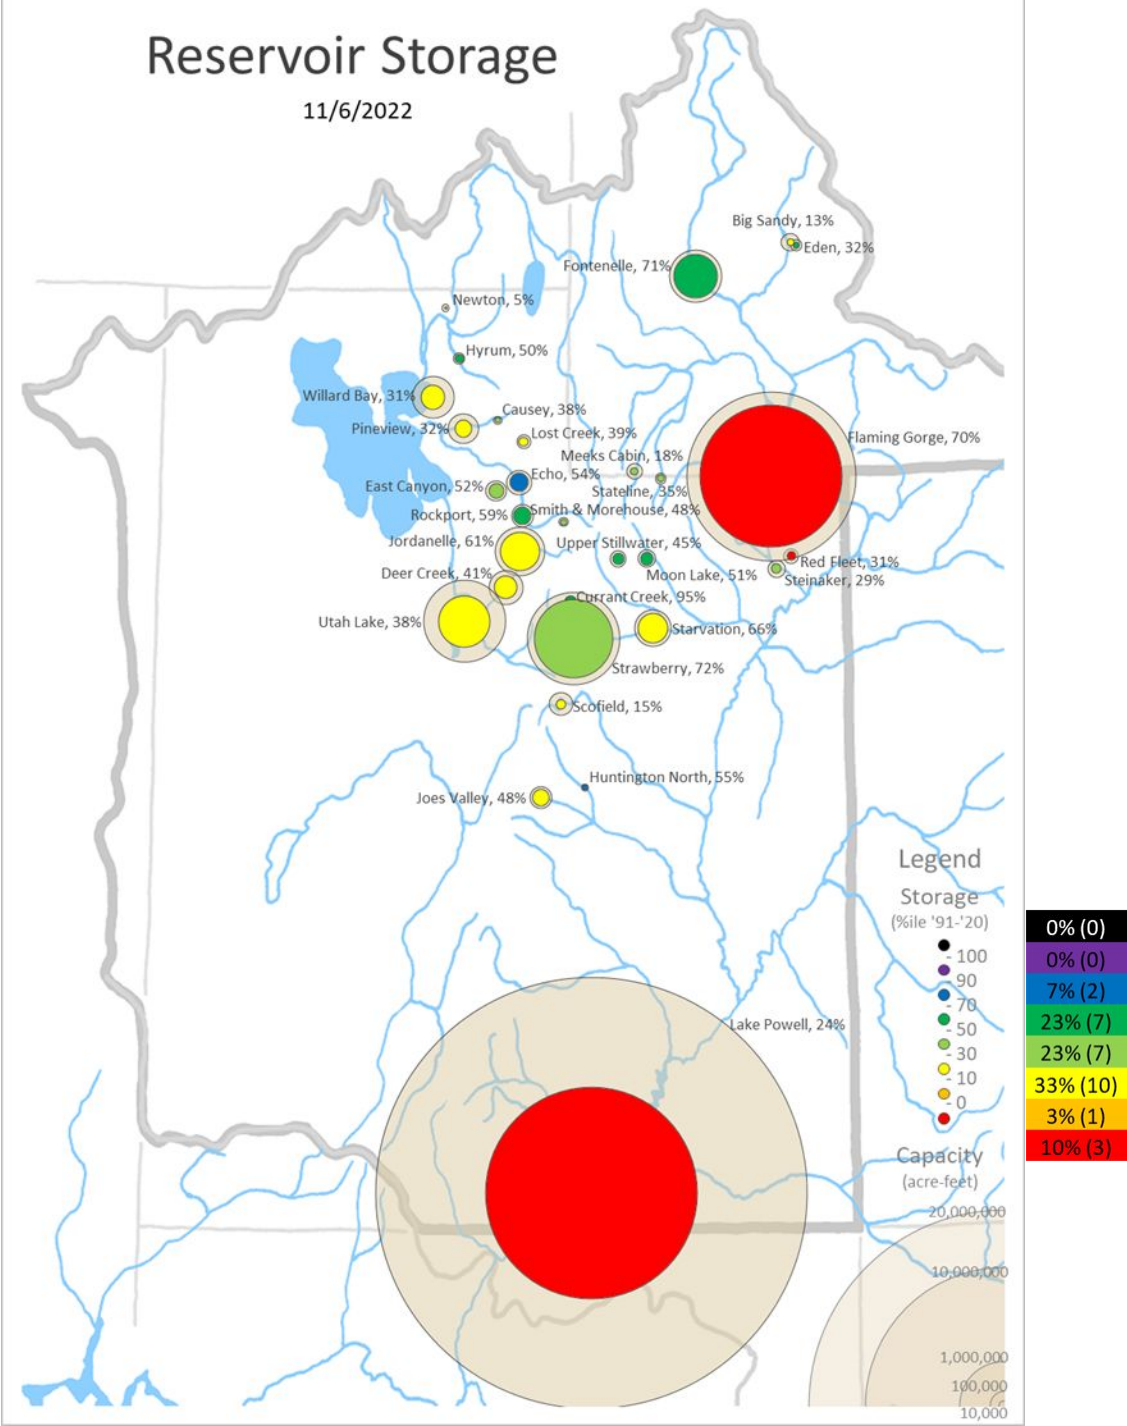 Reservoir Storage
11/6/2022
Big Sandy, 13%
Eden, 32%
Fontenelle, 71%
Newton, 5%
Hyrum, 50%
Willard Bay, 31%
Causey, 38%
Pineview, 32%
Lost Creek, 39%
Flaming Gorge, 70%
Meeks Cabin, 18%
Echo, 54%
East Canyon, 52%
Stateline, 35%
Rockport, 59%
Smith & Morehouse, 48%
Jordanelle, 61%
Upper Stillwater, 45%
Red Fleet, 31%
Deer Creek, 41%
Moon Lake, 51%
Steinaker, 29%
Currant Creek, 95%
Utah Lake, 38%
Starvation, 66%
Strawberry, 72%
Scofield, 15%
Huntington North, 55%
Joes Valley, 48%
Legend
Storage
(%ile '91-'20)
- 100
- 90
- 70
- 50
- 30
- 10
- 0
0% (0)
0% (0)
7% (2)
23% (7)
23% (7)
33% (10)
3% (1)
10% (3)
Lake Powell, 24%
Capacity
(acre-feet)
20,000,000
10,000,000
1,000,000
100,000
10,000